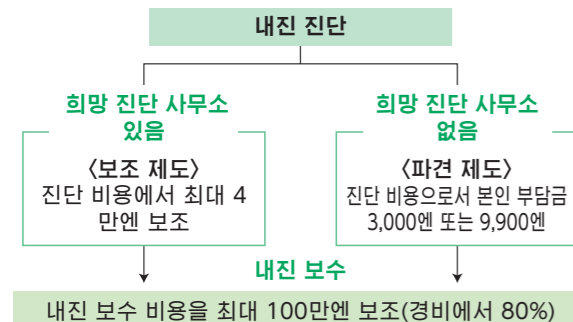 내진 진단
희망 진단 사무소
있음
〈보조 제도〉
진단 비용에서 최대 4
만엔 보조
희망 진단 사무소
없음
〈파견 제도〉
진단 비용으로서 본인 부담금
3,000엔 또는 9,900엔
내진 보수
내진 보수 비용을 최대 100만엔 보조(경비에서 80%)